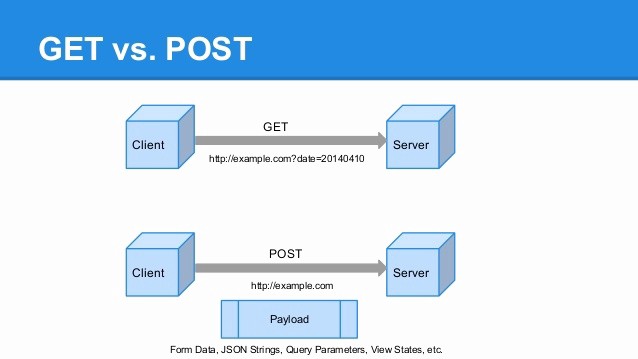 GET vs. POST
GET
Client
Server
http://example.com?date=20140410
POST
Client
Server
http://example.com
Payload
Form Data, JSON Strings, Query Parameters, View States, etc.